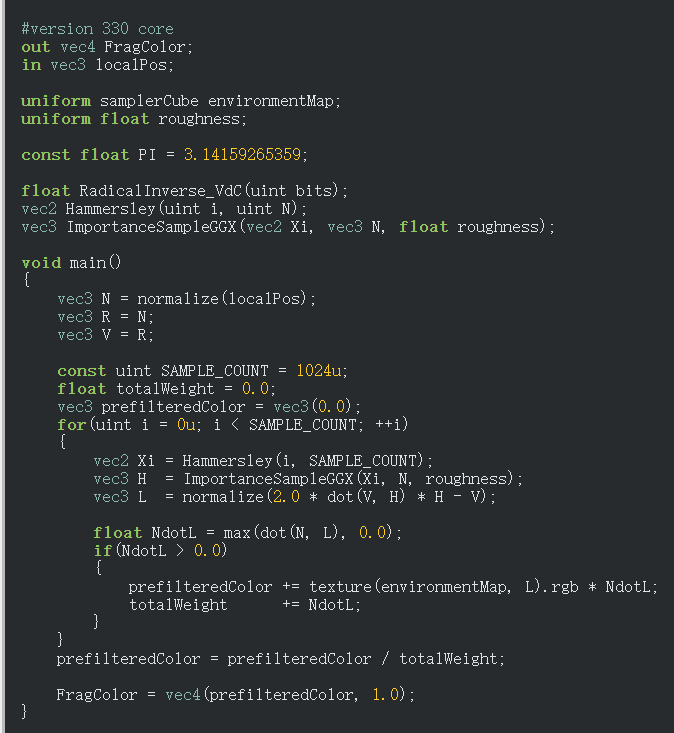 #version 330 core
out vec4 FragColor;
in vec3 localPos;

uniform samplerCube environmentMap;
uniform float roughness;

const float PI = 3.14159265359;

float RadicalInverse_VdC(uint bits);
vec2 Hammersley(uint i, uint N);
vec3 ImportanceSampleGGX(vec2 Xi, vec3 N, float roughness);

void main()
{
    vec3 N = normalize(localPos);
    vec3 R = N;
    vec3 V = R;

    const uint SAMPLE_COUNT = 1024u;
    float totalWeight = 0.0;
    vec3 prefilteredColor = vec3(0.0);
    for(uint i = 0u; i < SAMPLE_COUNT; ++i)
    {
        vec2 Xi = Hammersley(i, SAMPLE_COUNT);
        vec3 H  = ImportanceSampleGGX(Xi, N, roughness);
        vec3 L  = normalize(2.0 * dot(V, H) * H - V);

        float NdotL = max(dot(N, L), 0.0);
        if(NdotL > 0.0)
        {
            prefilteredColor += texture(environmentMap, L).rgb * NdotL;
            totalWeight      += NdotL;
        }
    }
    prefilteredColor = prefilteredColor / totalWeight;

    FragColor = vec4(prefilteredColor, 1.0);
}